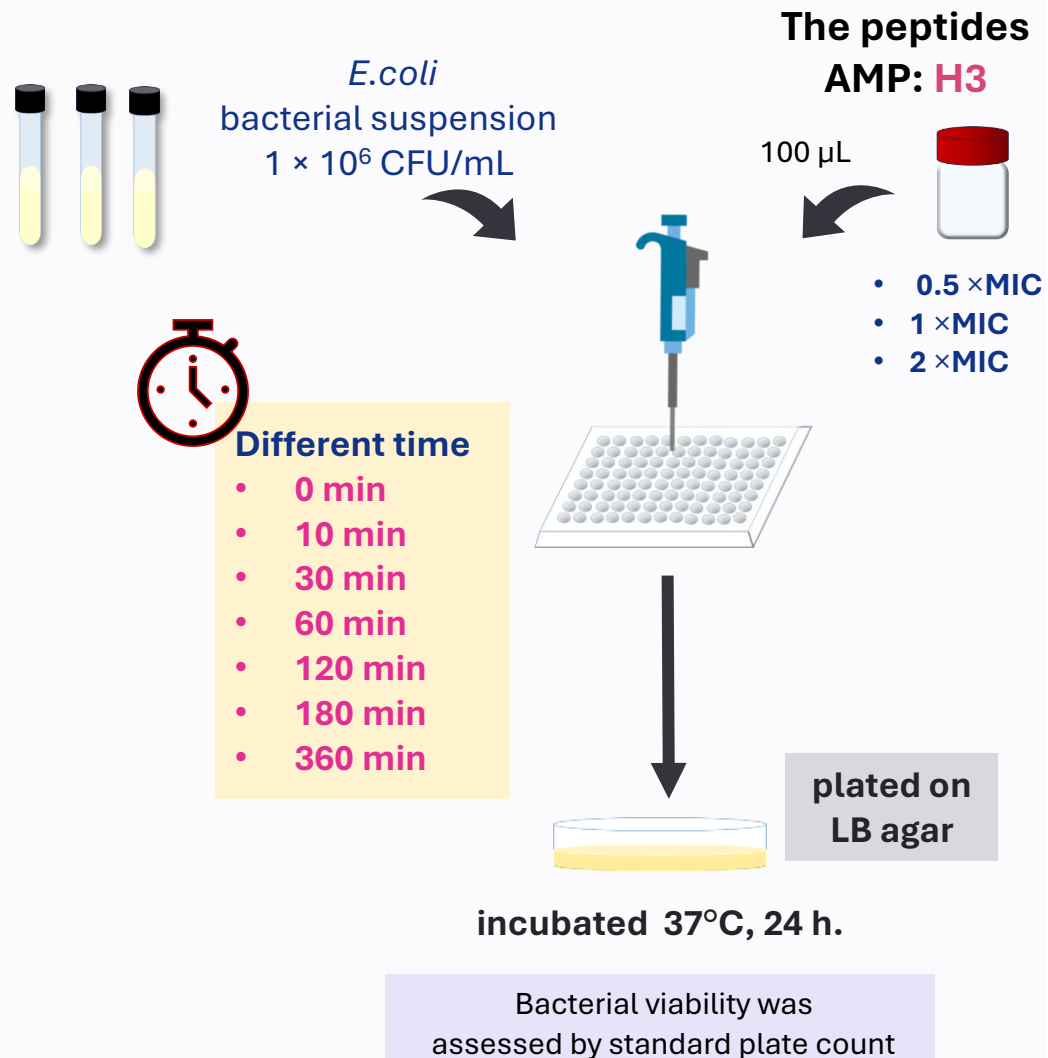 The peptides
AMP: H3
E.coli
bacterial suspension
1 × 10⁶ CFU/mL
100 µL
• 0.5 ×MIC
• 1 ×MIC
• 2 ×MIC
Different time
• 0 min
• 10 min
• 30 min
• 60 min
• 120 min
• 180 min
• 360 min
plated on
LB agar
incubated 37°C, 24 h.
Bacterial viability was
assessed by standard plate count